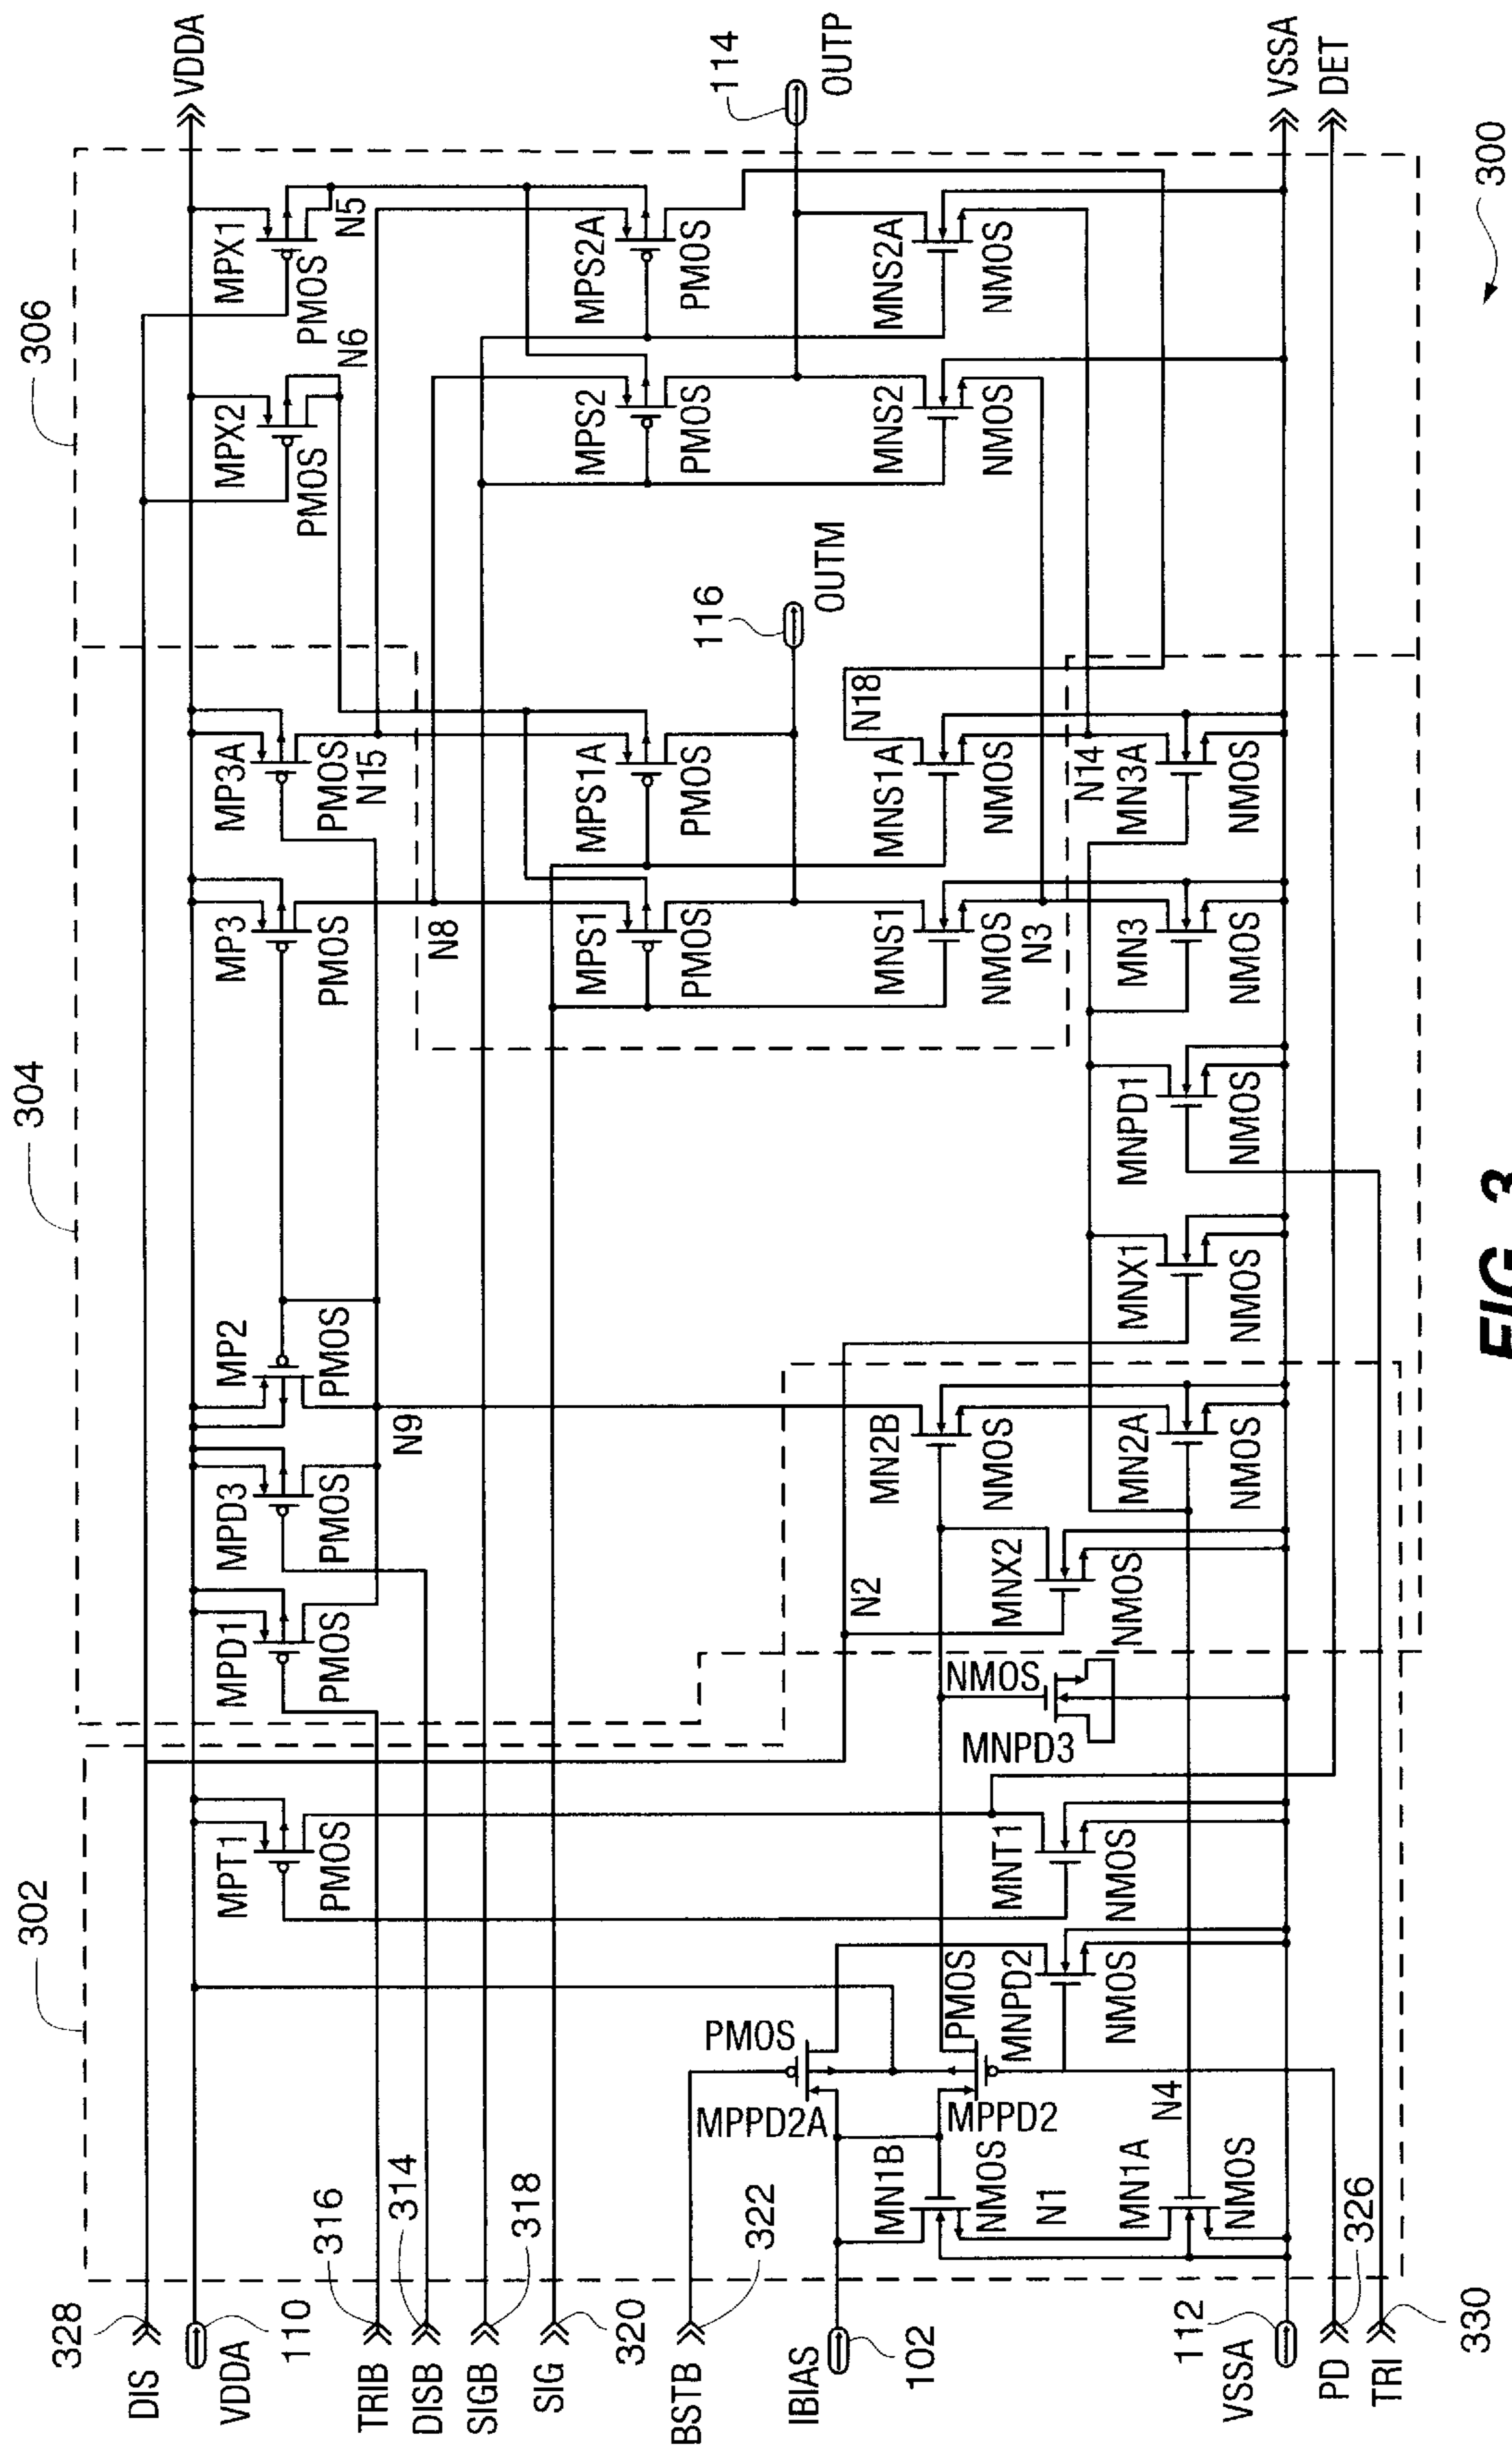 328
DIS
VDDA
110
TRIB
316
DISB
314
SIGB
318
SIG
320
BSTB
322
IBIAS
102
VSSA
112
PD
326
TRI
330
302
304
306
MPT1
PMOS
MPD1
PMOS
MPD3
PMOS
MP2
PMOS
N9
MP3
PMOS
N8
MP3A
PMOS
N15
MPX2
PMOS
N6
MPX1
PMOS
N5
VDDA
PMOS
MPPD2A
PMOS
MPPD2
MN1B
NMOS
N1
MN1A
NMOS
N4
MNPD2
NMOS
MNT1
NMOS
NMOS
MNPD3
N2
MNX2
NMOS
MN2B
NMOS
MN2A
NMOS
MNX1
NMOS
MNPD1
NMOS
MPS1
PMOS
MPS1A
PMOS
116
OUTM
MNS1
NMOS
N3
MNS1A
NMOS
N18
N14
MN3
NMOS
MN3A
NMOS
MPS2
PMOS
MPS2A
PMOS
114
OUTP
MNS2
NMOS
MNS2A
NMOS
VSSA
DET
300
FIG. 3